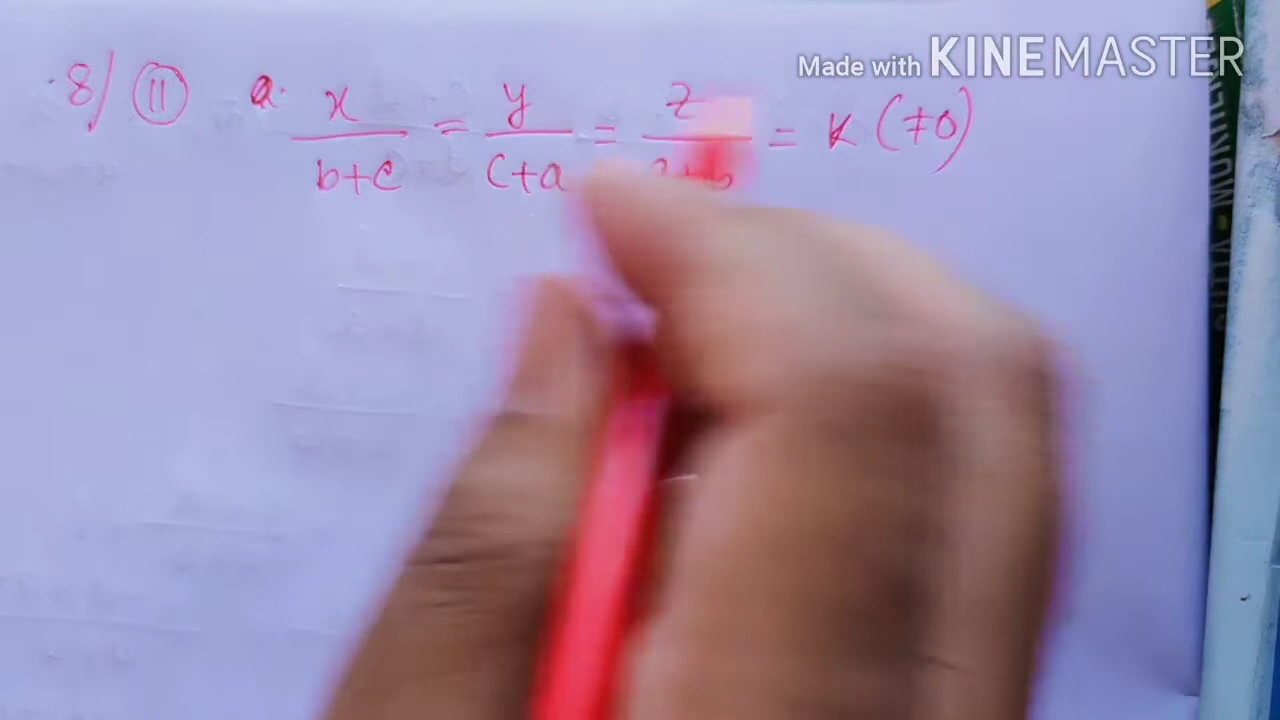 Made with KINEMASTER
8/ (11) a. x/(b+c) = y/(c+a) = z/ = K (≠0)